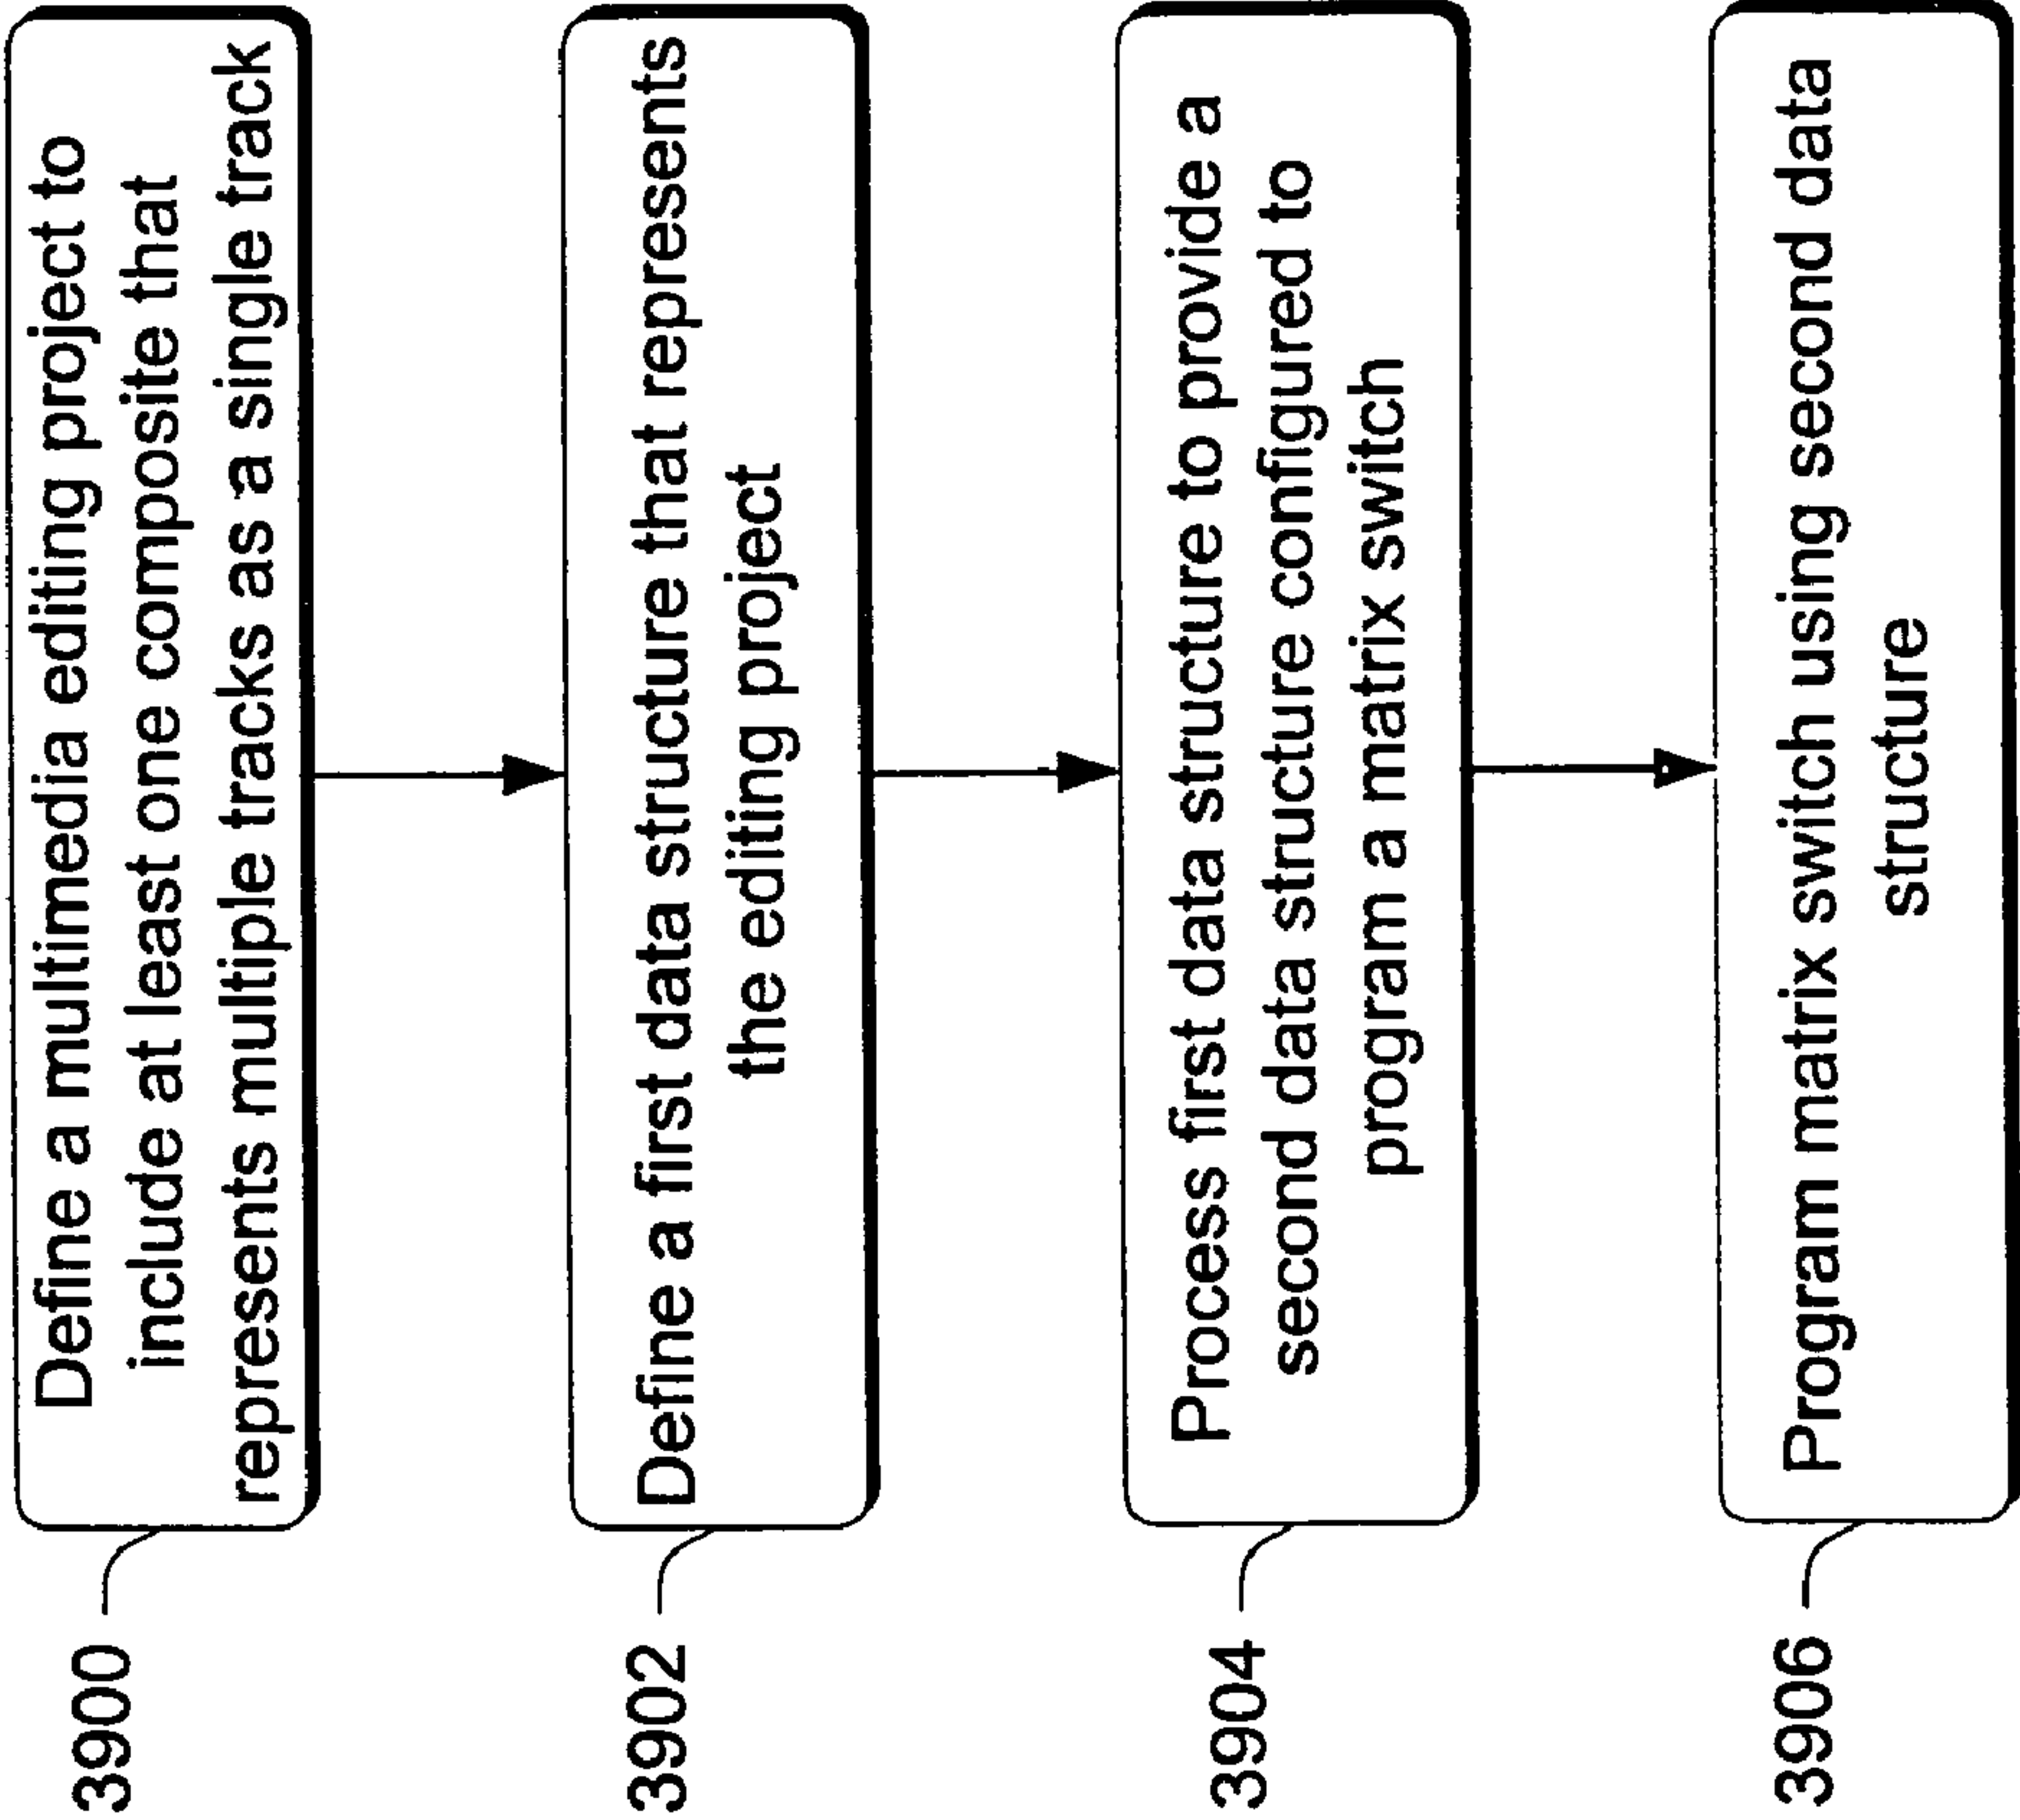 3900
Define a multimedia editing project to
include at least one composite that
represents multiple tracks as a single track
3902
Define a first data structure that represents
the editing project
3904
Process first data structure to provide a
second data structure configured to
program a matrix switch
3906
Program matrix switch using second data
structure